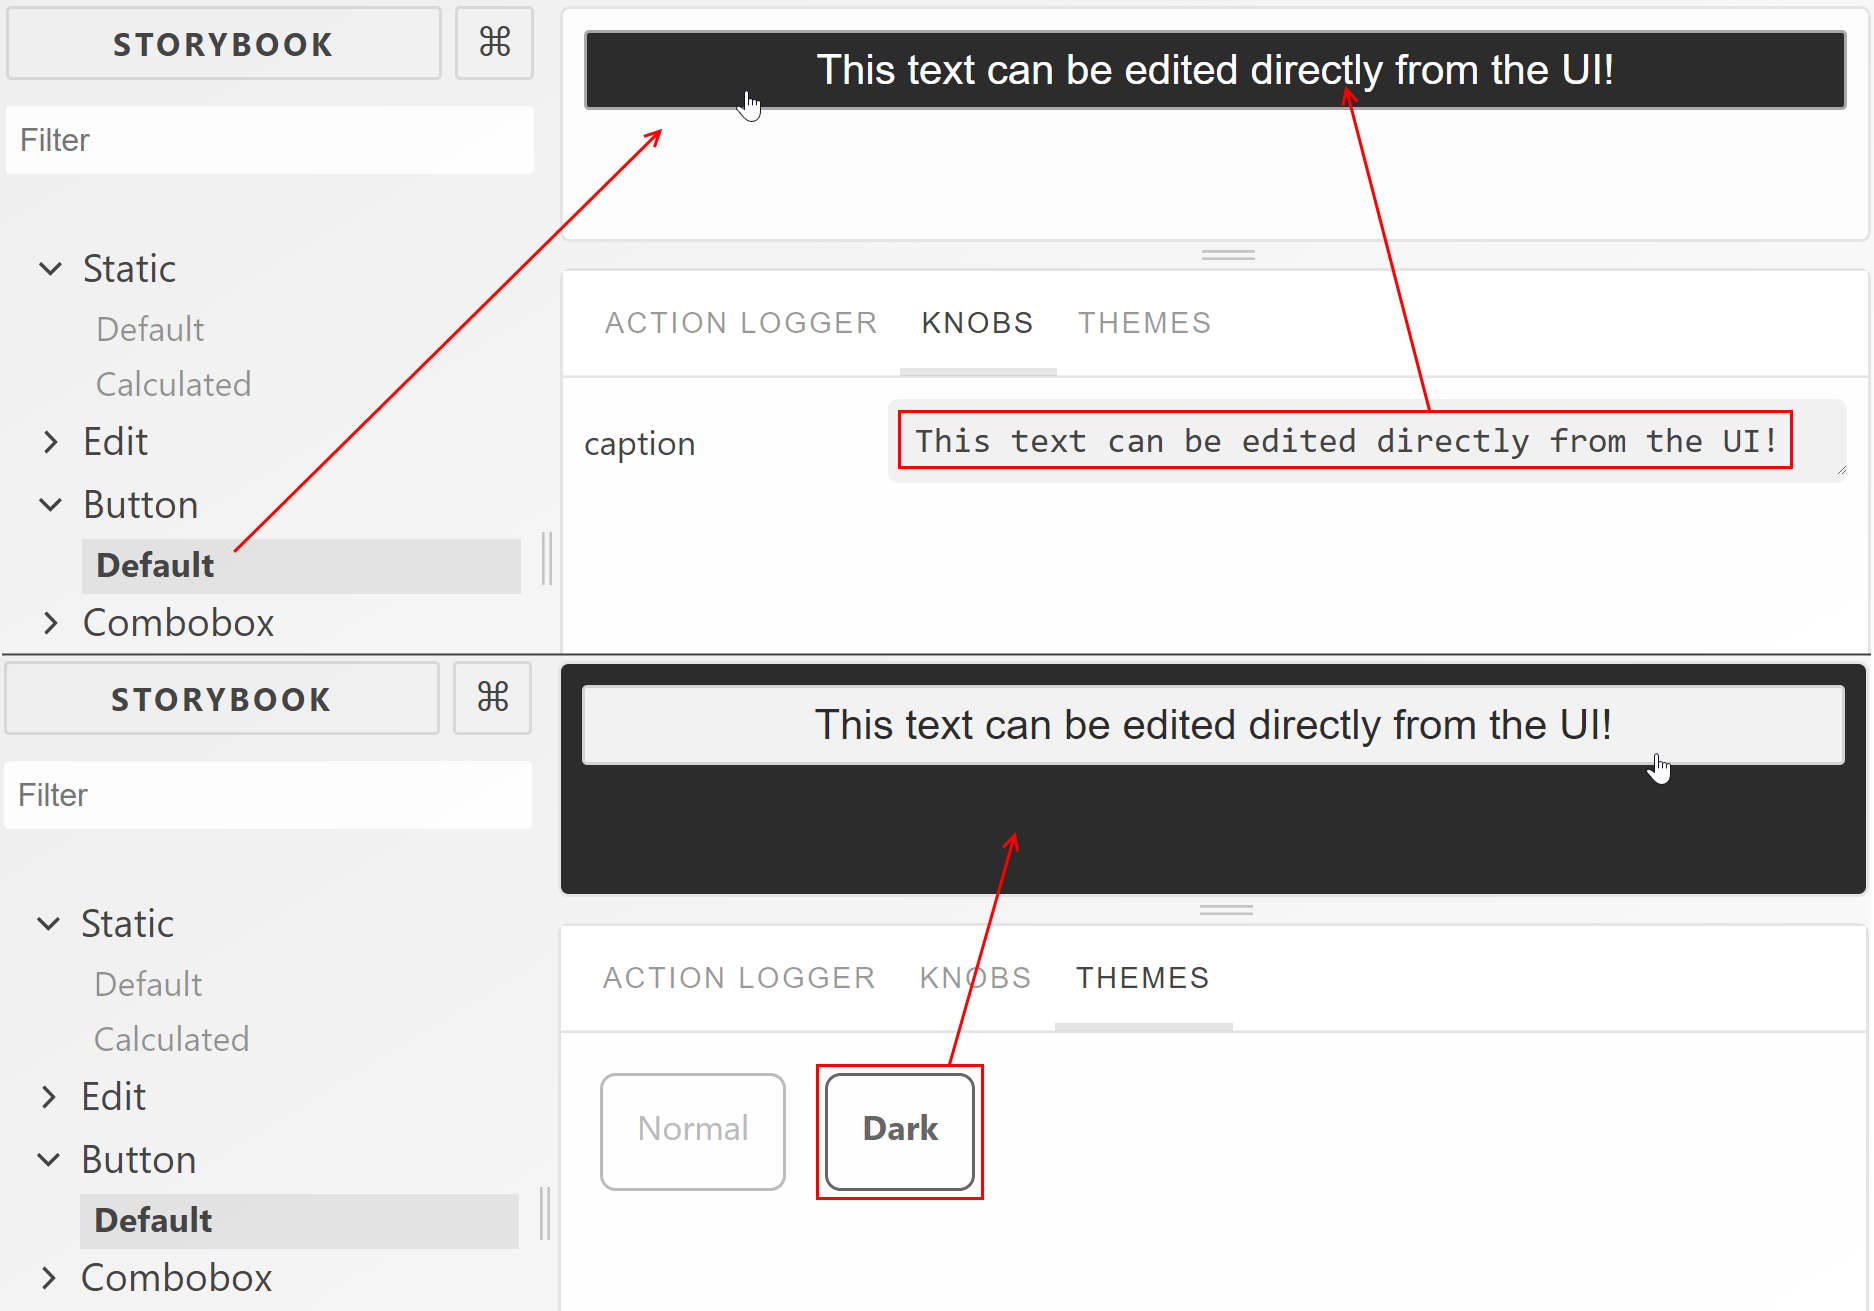 STORYBOOK
⌘
Filter
Static
Default
Calculated
Edit
Button
Default
Combobox
This text can be edited directly from the UI!
ACTION LOGGER KNOBS THEMES
caption
This text can be edited directly from the UI!
STORYBOOK
⌘
Filter
Static
Default
Calculated
Edit
Button
Default
Combobox
This text can be edited directly from the UI!
ACTION LOGGER KNOBS THEMES
Normal
Dark